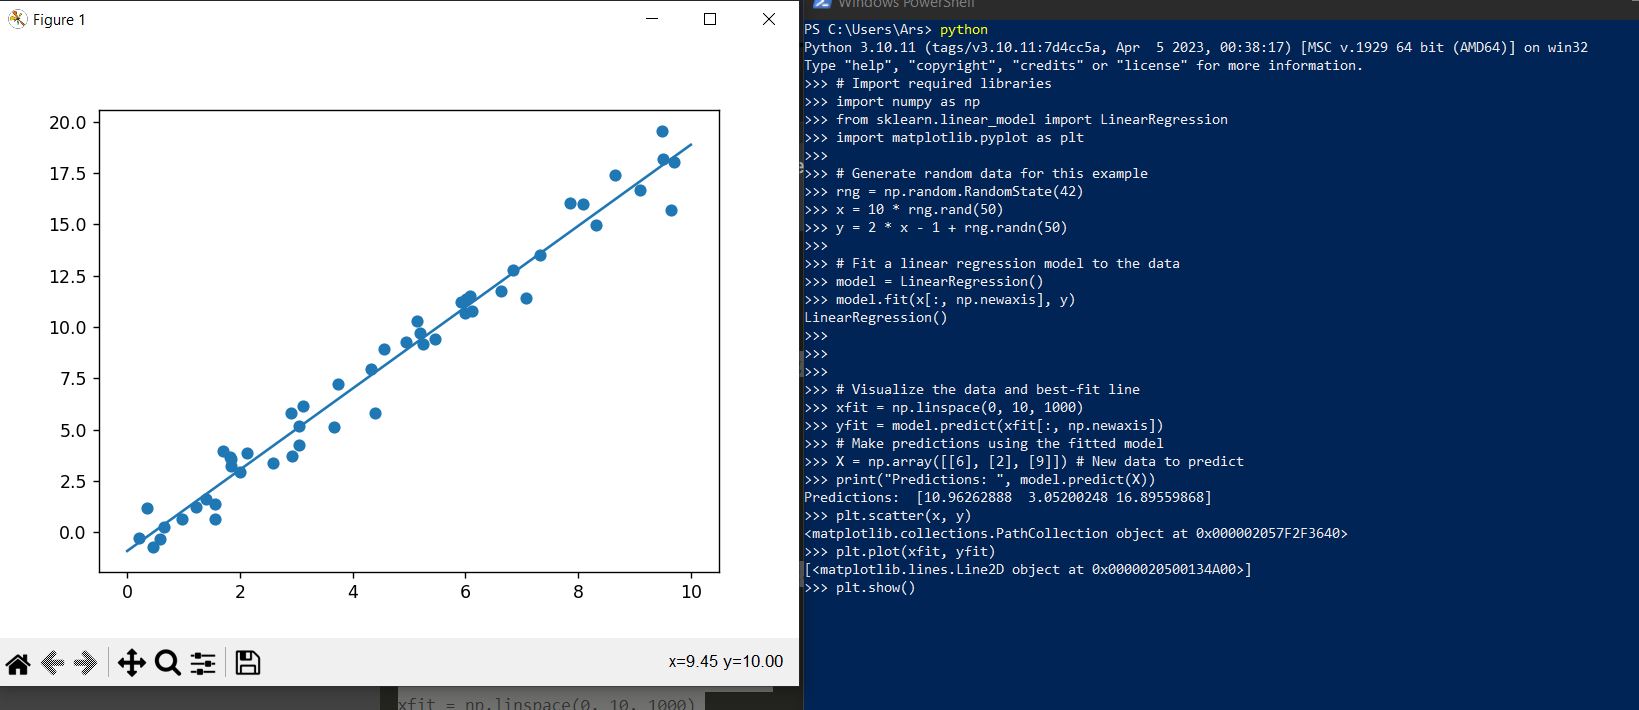 Figure 1
20.0
17.5
15.0
12.5
10.0
7.5
5.0
2.5
0.0
0 2 4 6 8 10
x=9.45 y=10.00
xfit = np.linspace(0, 10, 1000)
Windows PowerShell
PS C:\Users\Ars> python
Python 3.10.11 (tags/v3.10.11:7d4cc5a, Apr  5 2023, 00:38:17) [MSC v.1929 64 bit (AMD64)] on win32
Type "help", "copyright", "credits" or "license" for more information.
>>> # Import required libraries
>>> import numpy as np
>>> from sklearn.linear_model import LinearRegression
>>> import matplotlib.pyplot as plt
>>>
>>> # Generate random data for this example
>>> rng = np.random.RandomState(42)
>>> x = 10 * rng.rand(50)
>>> y = 2 * x - 1 + rng.randn(50)
>>>
>>> # Fit a linear regression model to the data
>>> model = LinearRegression()
>>> model.fit(x[:, np.newaxis], y)
LinearRegression()
>>>
>>>
>>>
>>> # Visualize the data and best-fit line
>>> xfit = np.linspace(0, 10, 1000)
>>> yfit = model.predict(xfit[:, np.newaxis])
>>> # Make predictions using the fitted model
>>> X = np.array([[6], [2], [9]]) # New data to predict
>>> print("Predictions: ", model.predict(X))
Predictions:  [10.96262888  3.05200248 16.89559868]
>>> plt.scatter(x, y)
<matplotlib.collections.PathCollection object at 0x000002057F2F3640>
>>> plt.plot(xfit, yfit)
[<matplotlib.lines.Line2D object at 0x0000020500134A00>]
>>> plt.show()